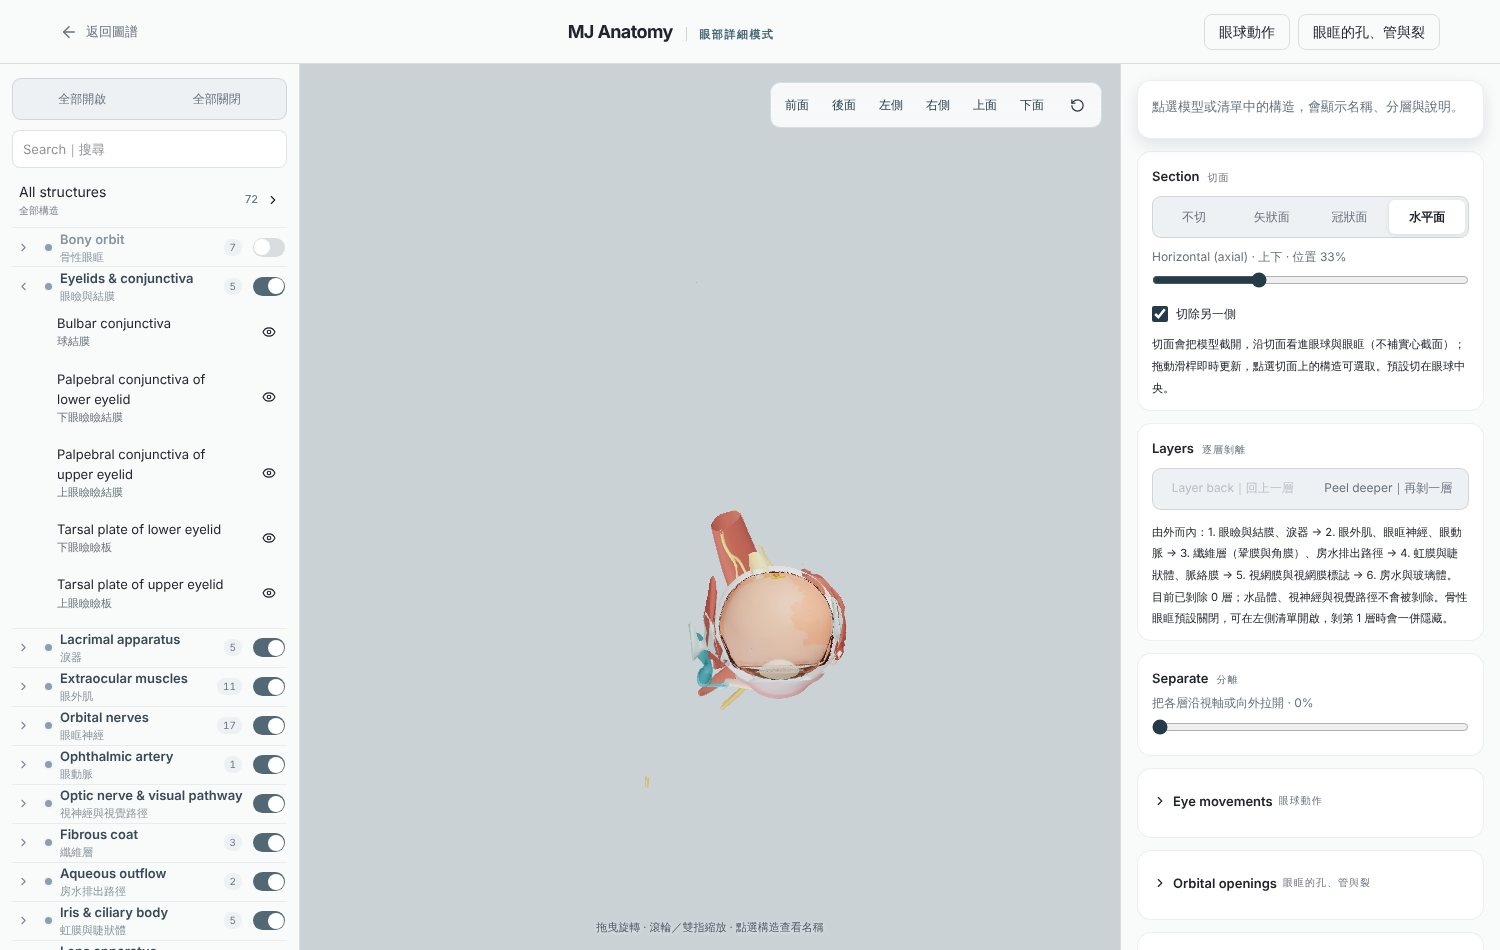 返回圖譜
MJ Anatomy
眼部詳細模式
眼球動作
眼眶的孔、管與裂
全部開啟
全部關閉
Search｜搜尋
All structures
全部構造
72
Bony orbit
骨性眼眶
7
Eyelids & conjunctiva
眼瞼與結膜
5
Bulbar conjunctiva
球結膜
Palpebral conjunctiva of
lower eyelid
下眼瞼瞼結膜
Palpebral conjunctiva of
upper eyelid
上眼瞼瞼結膜
Tarsal plate of lower eyelid
下眼瞼瞼板
Tarsal plate of upper eyelid
上眼瞼瞼板
Lacrimal apparatus
淚器
5
Extraocular muscles
眼外肌
11
Orbital nerves
眼眶神經
17
Ophthalmic artery
眼動脈
1
Optic nerve & visual pathway
視神經與視覺路徑
Fibrous coat
纖維層
3
Aqueous outflow
房水排出路徑
2
Iris & ciliary body
虹膜與睫狀體
5
前面
後面
左側
右側
上面
下面
拖曳旋轉 · 滾輪／雙指縮放 · 點選構造查看名稱
點選模型或清單中的構造，會顯示名稱、分層與說明。
Section 切面
不切
矢狀面
冠狀面
水平面
Horizontal (axial) · 上下 · 位置 33%
切除另一側
切面會把模型截開，沿切面看進眼球與眼眶（不補實心截面）；
拖動滑桿即時更新，點選切面上的構造可選取。預設切在眼球中
央。
Layers 逐層剝離
Layer back｜回上一層
Peel deeper｜再剝一層
由外而內：1. 眼瞼與結膜、淚器 → 2. 眼外肌、眼眶神經、眼動
脈 → 3. 纖維層（鞏膜與角膜）、房水排出路徑 → 4. 虹膜與睫
狀體、脈絡膜 → 5. 視網膜與視網膜標誌 → 6. 房水與玻璃體。
目前已剝除 0 層；水晶體、視神經與視覺路徑不會被剝除。骨性
眼眶預設關閉，可在左側清單開啟，剝第 1 層時會一併隱藏。
Separate 分離
把各層沿視軸或向外拉開 · 0%
Eye movements 眼球動作
Orbital openings 眼眶的孔、管與裂